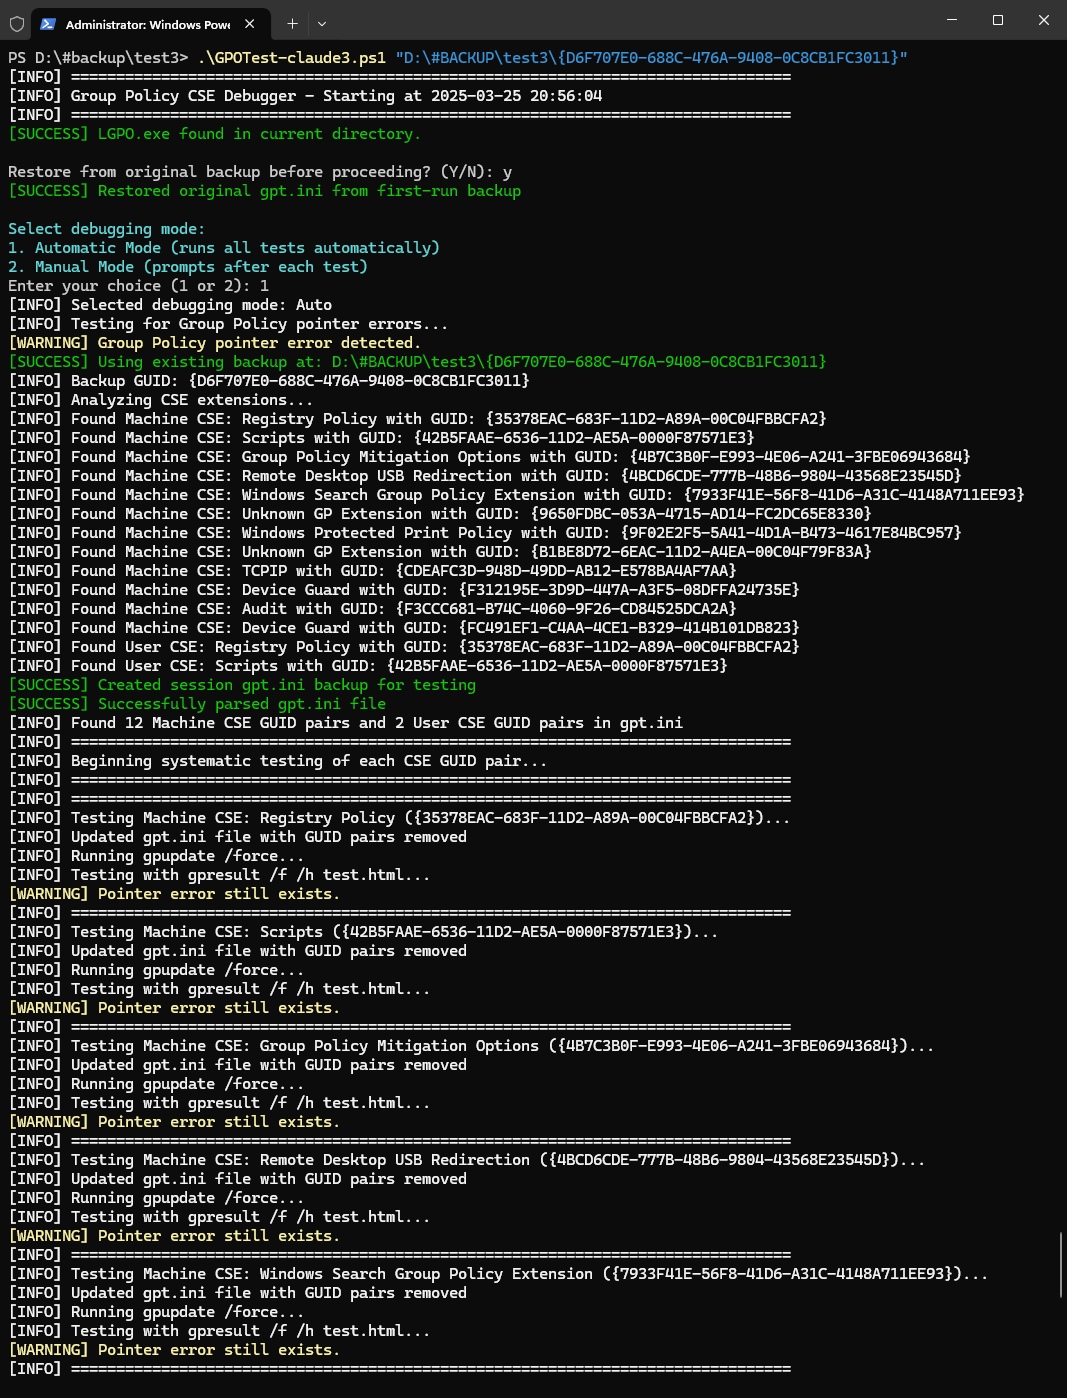 Administrator: Windows Powe
PS D:\#backup\test3> .\GPOTest-claude3.ps1 "D:\#BACKUP\test3\{D6F707E0-688C-476A-9408-0C8CB1FC3011}"
[INFO] ================================================================================
[INFO] Group Policy CSE Debugger - Starting at 2025-03-25 20:56:04
[INFO] ================================================================================
[SUCCESS] LGPO.exe found in current directory.
Restore from original backup before proceeding? (Y/N): y
[SUCCESS] Restored original gpt.ini from first-run backup
Select debugging mode:
1. Automatic Mode (runs all tests automatically)
2. Manual Mode (prompts after each test)
Enter your choice (1 or 2): 1
[INFO] Selected debugging mode: Auto
[INFO] Testing for Group Policy pointer errors...
[WARNING] Group Policy pointer error detected.
[SUCCESS] Using existing backup at: D:\#BACKUP\test3\{D6F707E0-688C-476A-9408-0C8CB1FC3011}
[INFO] Backup GUID: {D6F707E0-688C-476A-9408-0C8CB1FC3011}
[INFO] Analyzing CSE extensions...
[INFO] Found Machine CSE: Registry Policy with GUID: {35378EAC-683F-11D2-A89A-00C04FBBCFA2}
[INFO] Found Machine CSE: Scripts with GUID: {42B5FAAE-6536-11D2-AE5A-0000F87571E3}
[INFO] Found Machine CSE: Group Policy Mitigation Options with GUID: {4B7C3B0F-E993-4E06-A241-3FBE06943684}
[INFO] Found Machine CSE: Remote Desktop USB Redirection with GUID: {4BCD6CDE-777B-48B6-9804-43568E23545D}
[INFO] Found Machine CSE: Windows Search Group Policy Extension with GUID: {7933F41E-56F8-41D6-A31C-4148A711EE93}
[INFO] Found Machine CSE: Unknown GP Extension with GUID: {9650FDBC-053A-4715-AD14-FC2DC65E8330}
[INFO] Found Machine CSE: Windows Protected Print Policy with GUID: {9F02E2F5-5A41-4D1A-B473-4617E84BC957}
[INFO] Found Machine CSE: Unknown GP Extension with GUID: {B1BE8D72-6EAC-11D2-A4EA-00C04F79F83A}
[INFO] Found Machine CSE: TCPIP with GUID: {CDEAFC3D-948D-49DD-AB12-E578BA4AF7AA}
[INFO] Found Machine CSE: Device Guard with GUID: {F312195E-3D9D-447A-A3F5-08DFFA24735E}
[INFO] Found Machine CSE: Audit with GUID: {F3CCC681-B74C-4060-9F26-CD84525DCA2A}
[INFO] Found Machine CSE: Device Guard with GUID: {FC491EF1-C4AA-4CE1-B329-414B101DB823}
[INFO] Found User CSE: Registry Policy with GUID: {35378EAC-683F-11D2-A89A-00C04FBBCFA2}
[INFO] Found User CSE: Scripts with GUID: {42B5FAAE-6536-11D2-AE5A-0000F87571E3}
[SUCCESS] Created session gpt.ini backup for testing
[SUCCESS] Successfully parsed gpt.ini file
[INFO] Found 12 Machine CSE GUID pairs and 2 User CSE GUID pairs in gpt.ini
[INFO] ================================================================================
[INFO] Beginning systematic testing of each CSE GUID pair...
[INFO] ================================================================================
[INFO] ================================================================================
[INFO] Testing Machine CSE: Registry Policy ({35378EAC-683F-11D2-A89A-00C04FBBCFA2})...
[INFO] Updated gpt.ini file with GUID pairs removed
[INFO] Running gpupdate /force...
[INFO] Testing with gpresult /f /h test.html...
[WARNING] Pointer error still exists.
[INFO] ================================================================================
[INFO] Testing Machine CSE: Scripts ({42B5FAAE-6536-11D2-AE5A-0000F87571E3})...
[INFO] Updated gpt.ini file with GUID pairs removed
[INFO] Running gpupdate /force...
[INFO] Testing with gpresult /f /h test.html...
[WARNING] Pointer error still exists.
[INFO] ================================================================================
[INFO] Testing Machine CSE: Group Policy Mitigation Options ({4B7C3B0F-E993-4E06-A241-3FBE06943684})...
[INFO] Updated gpt.ini file with GUID pairs removed
[INFO] Running gpupdate /force...
[INFO] Testing with gpresult /f /h test.html...
[WARNING] Pointer error still exists.
[INFO] ================================================================================
[INFO] Testing Machine CSE: Remote Desktop USB Redirection ({4BCD6CDE-777B-48B6-9804-43568E23545D})...
[INFO] Updated gpt.ini file with GUID pairs removed
[INFO] Running gpupdate /force...
[INFO] Testing with gpresult /f /h test.html...
[WARNING] Pointer error still exists.
[INFO] ================================================================================
[INFO] Testing Machine CSE: Windows Search Group Policy Extension ({7933F41E-56F8-41D6-A31C-4148A711EE93})...
[INFO] Updated gpt.ini file with GUID pairs removed
[INFO] Running gpupdate /force...
[INFO] Testing with gpresult /f /h test.html...
[WARNING] Pointer error still exists.
[INFO] ================================================================================